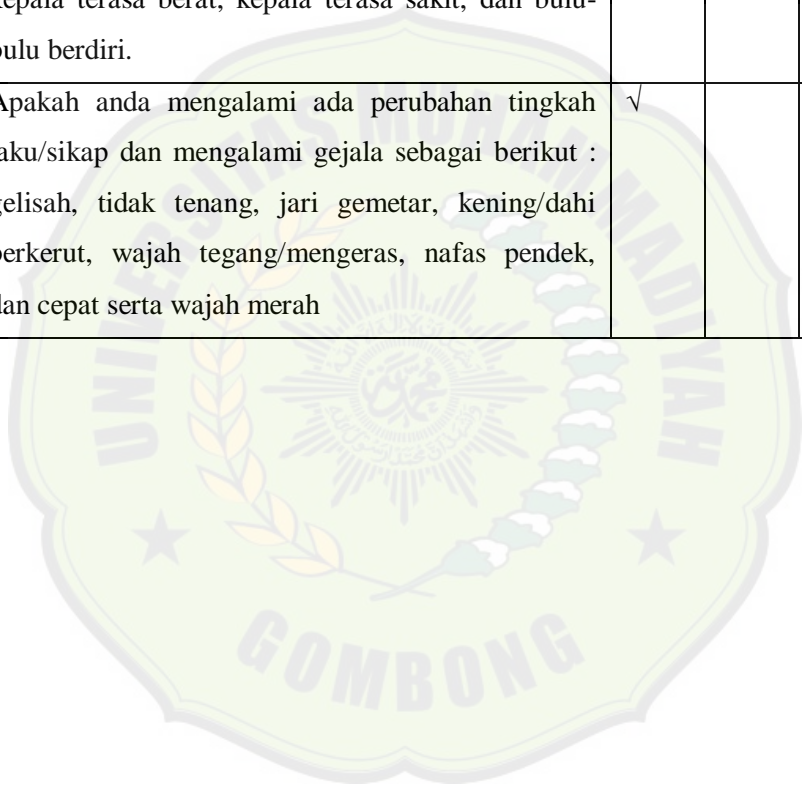 kepala terasa berat, kepala terasa sakit, dan bulu-
bulu berdiri.
Apakah anda mengalami ada perubahan tingkah √
laku/sikap dan mengalami gejala sebagai berikut :
gelisah, tidak tenang, jari gemetar, kening/dahi
berkerut, wajah tegang/mengeras, nafas pendek,
dan cepat serta wajah merah
UNIVERSITAS MUHAMMADIYAH
GOMBONG